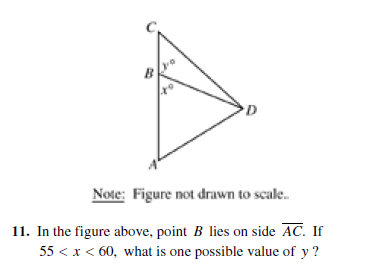 C
y°
B
x°
D
A
Note: Figure not drawn to scale..
11. In the figure above, point B lies on side AC. If
55 < x < 60, what is one possible value of y ?